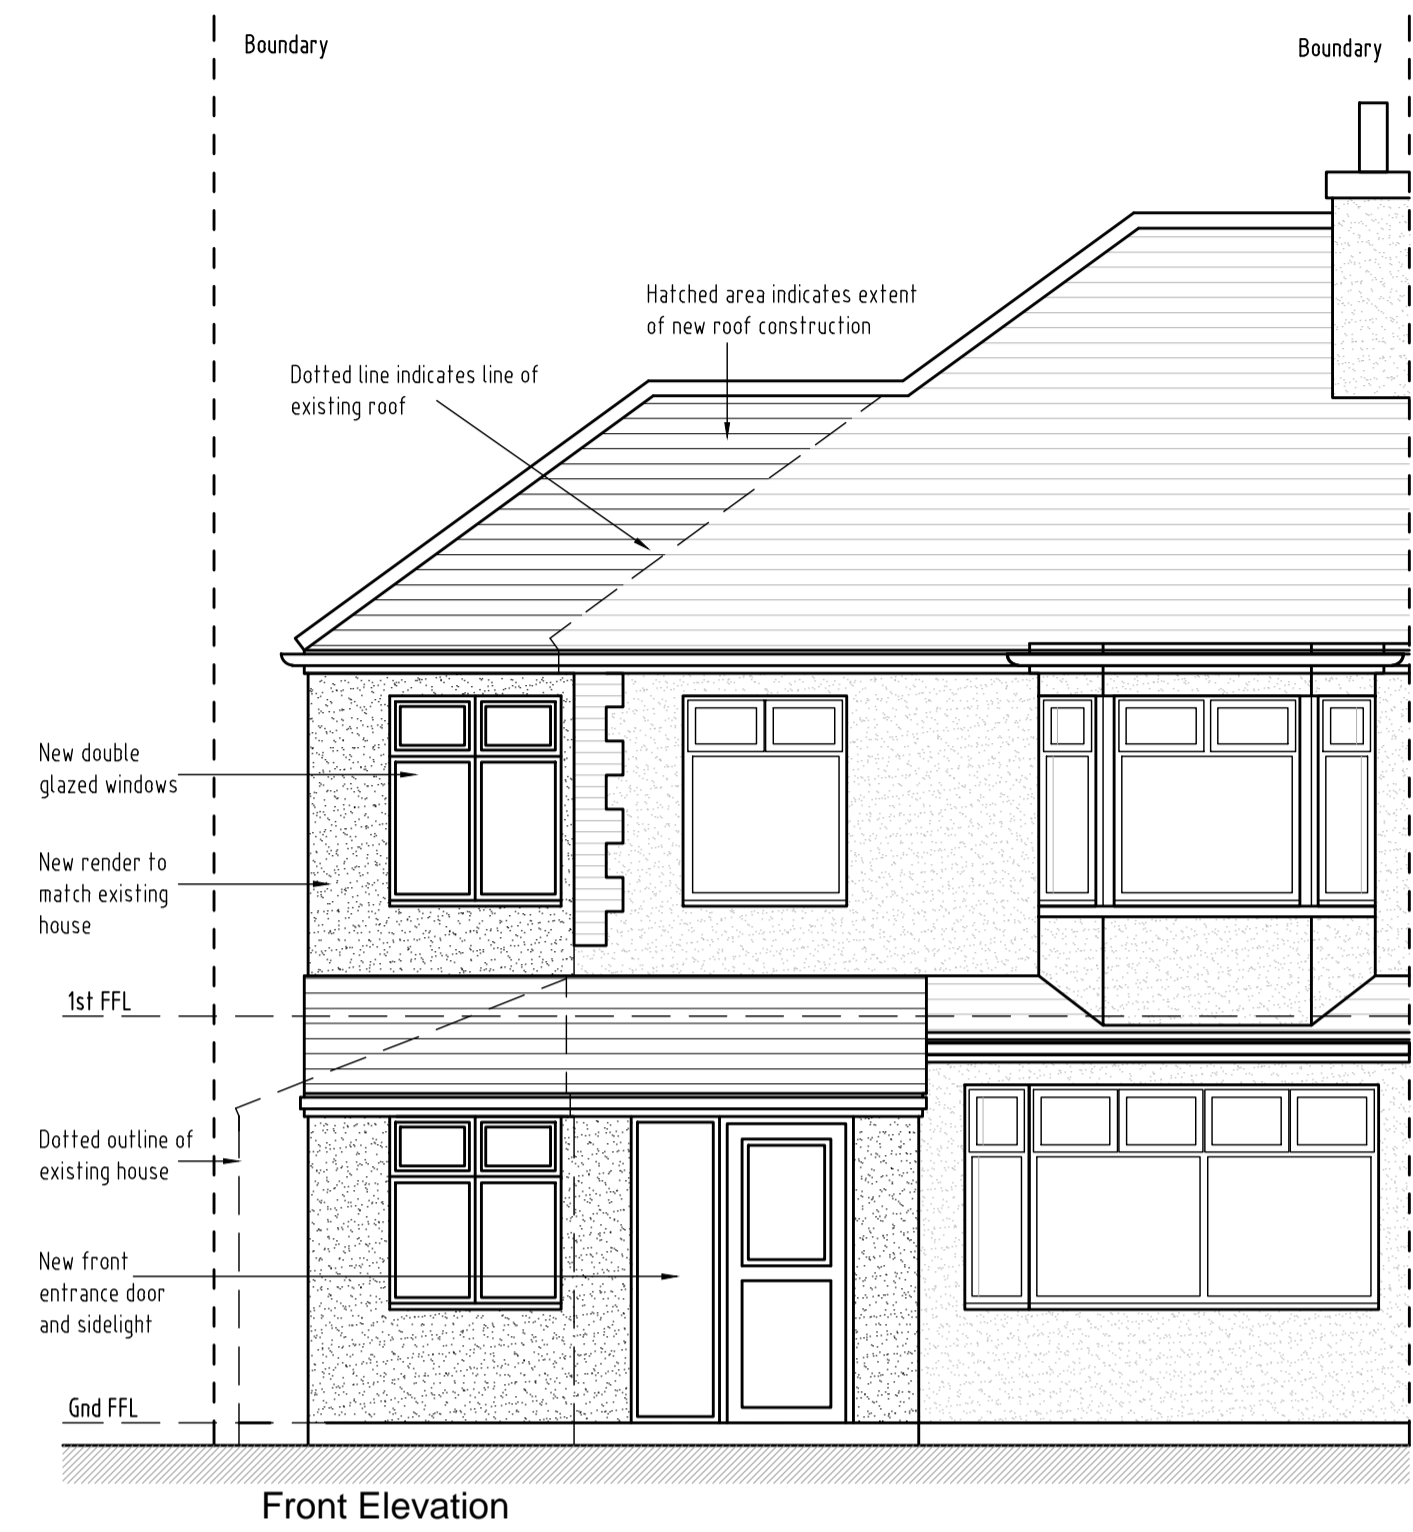 Boundary
Boundary
Hatched area indicates extent
of new roof construction
Dotted line indicates line of
existing roof
New double
glazed windows
New render to
match existing
house
1st FFL
Dotted outline of
existing house
New front
entrance door
and sidelight
Gnd FFL
Front Elevation